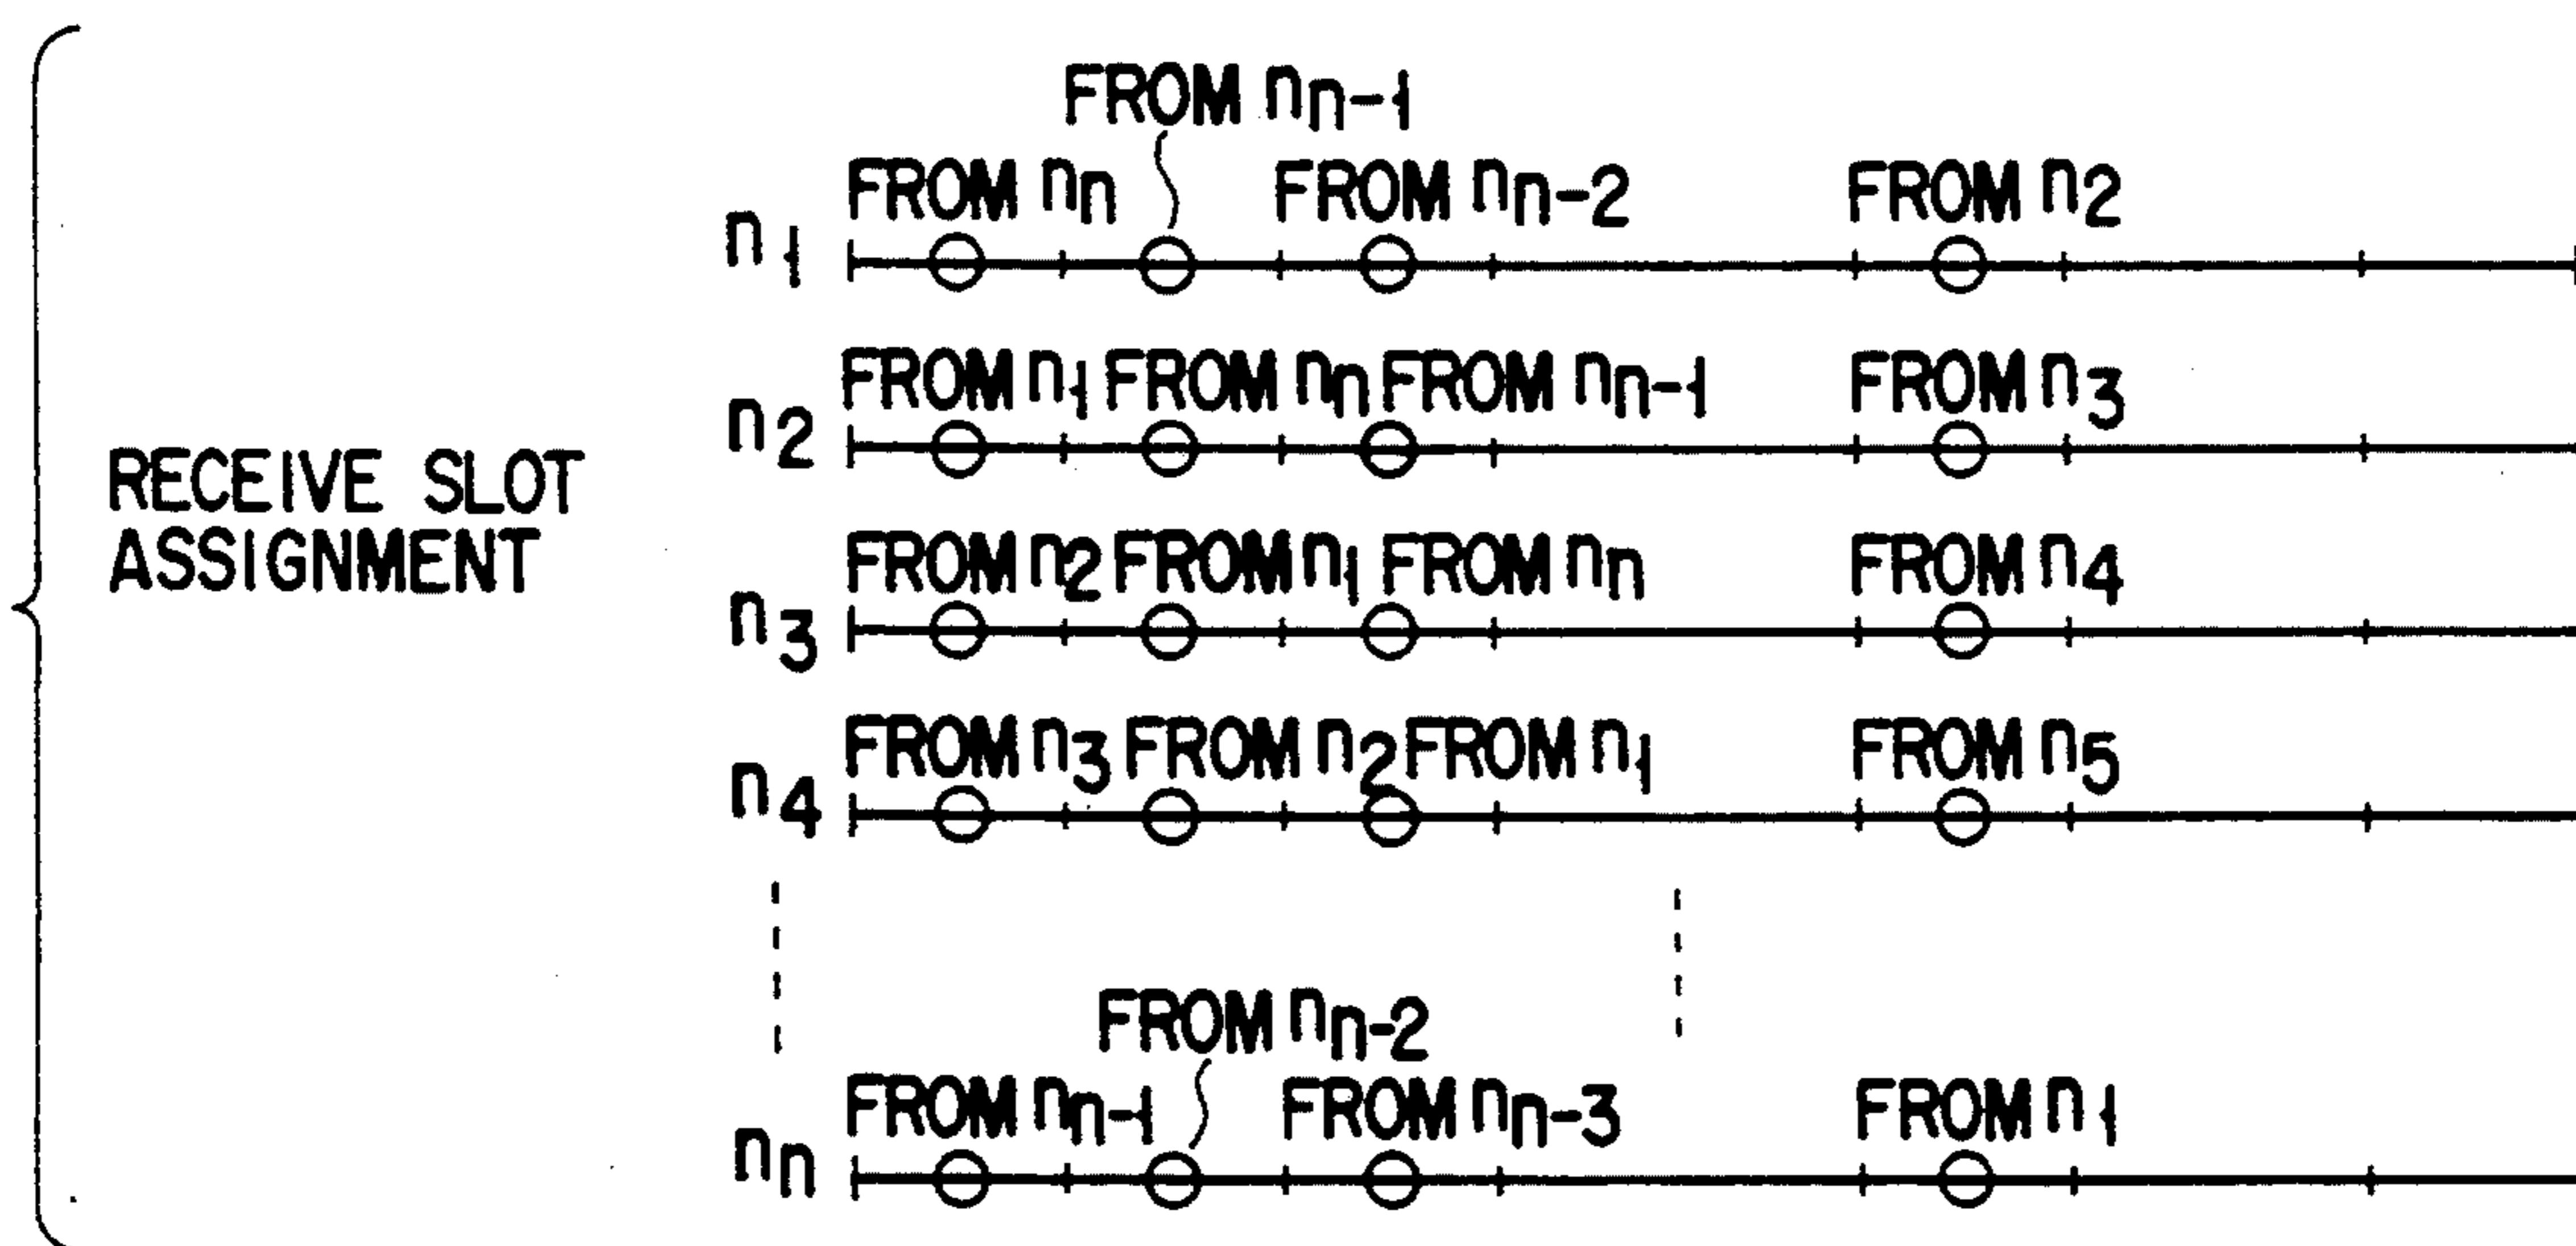 FROM nn-1
FROM nn FROM nn-2 FROM n2
n1
FROM n1 FROM nn FROM nn-1 FROM n3
n2
RECEIVE SLOT
ASSIGNMENT
FROM n2 FROM n1 FROM nn FROM n4
n3
FROM n3 FROM n2 FROM n1 FROM n5
n4
FROM nn-2
FROM nn-1 FROM nn-3 FROM n1
nn